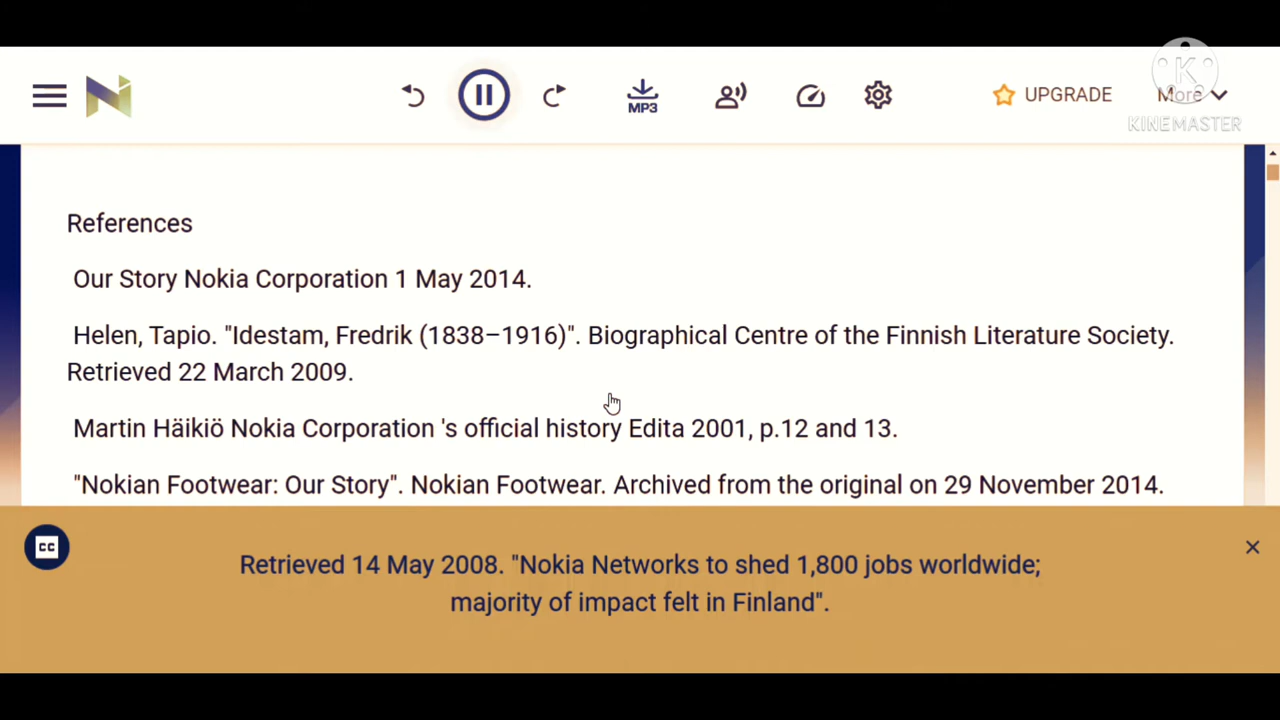 MP3
UPGRADE
More
KINEMASTER
References
Our Story Nokia Corporation 1 May 2014.
Helen, Tapio. "Idestam, Fredrik (1838–1916)". Biographical Centre of the Finnish Literature Society.
Retrieved 22 March 2009.
Martin Häikiö Nokia Corporation 's official history Edita 2001, p.12 and 13.
"Nokian Footwear: Our Story". Nokian Footwear. Archived from the original on 29 November 2014.
CC
Retrieved 14 May 2008. "Nokia Networks to shed 1,800 jobs worldwide;
majority of impact felt in Finland".